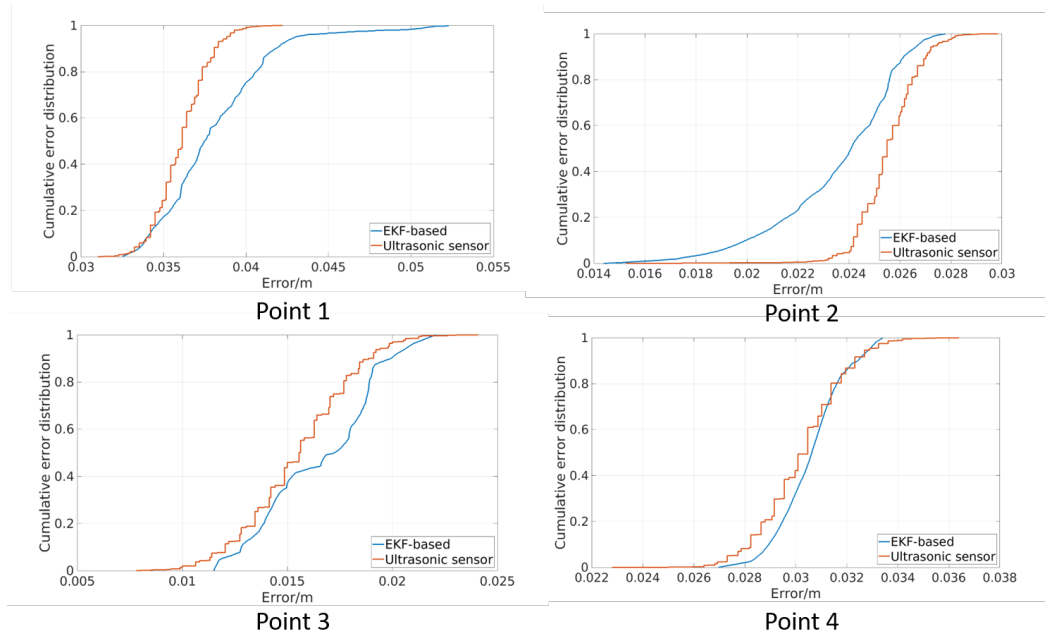 1
0.8
0.6
0.4
0.2
0
Cumulative error distribution
0.03 0.035 0.04 0.045 0.05 0.055
Error/m
EKF-based
Ultrasonic sensor
Point 1
1
0.8
0.6
0.4
0.2
0
Cumulative error distribution
0.014 0.016 0.018 0.02 0.022 0.024 0.026 0.028 0.03
Error/m
EKF-based
Ultrasonic sensor
Point 2
1
0.8
0.6
0.4
0.2
0
Cumulative error distribution
0.005 0.01 0.015 0.02 0.025
Error/m
EKF-based
Ultrasonic sensor
Point 3
1
0.8
0.6
0.4
0.2
0
Cumulative error distribution
0.022 0.024 0.026 0.028 0.03 0.032 0.034 0.036 0.038
Error/m
EKF-based
Ultrasonic sensor
Point 4